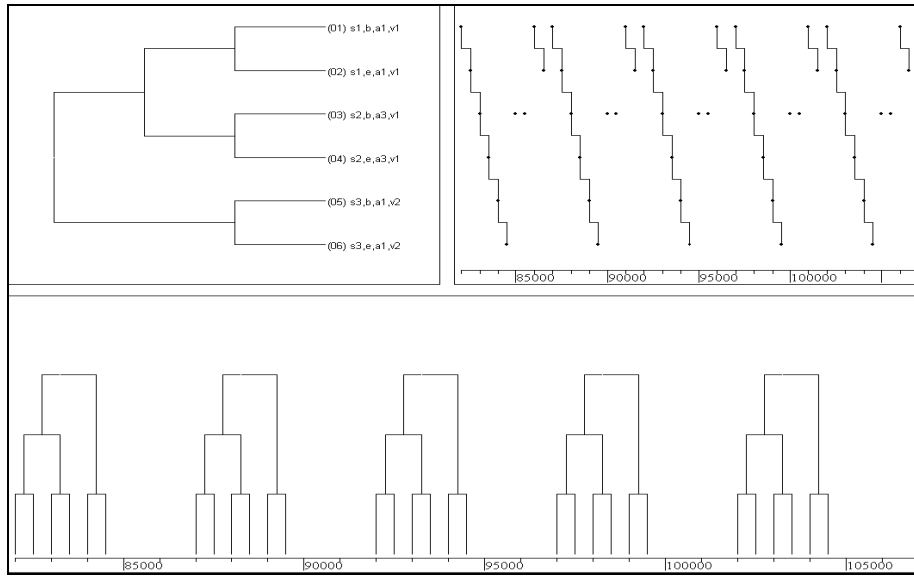 (01) s1,b,a1,v1
(02) s1,e,a1,v1
(03) s2,b,a3,v1
(04) s2,e,a3,v1
(05) s3,b,a1,v2
(06) s3,e,a1,v2
85000 90000 95000 100000
85000 90000 95000 100000 105000